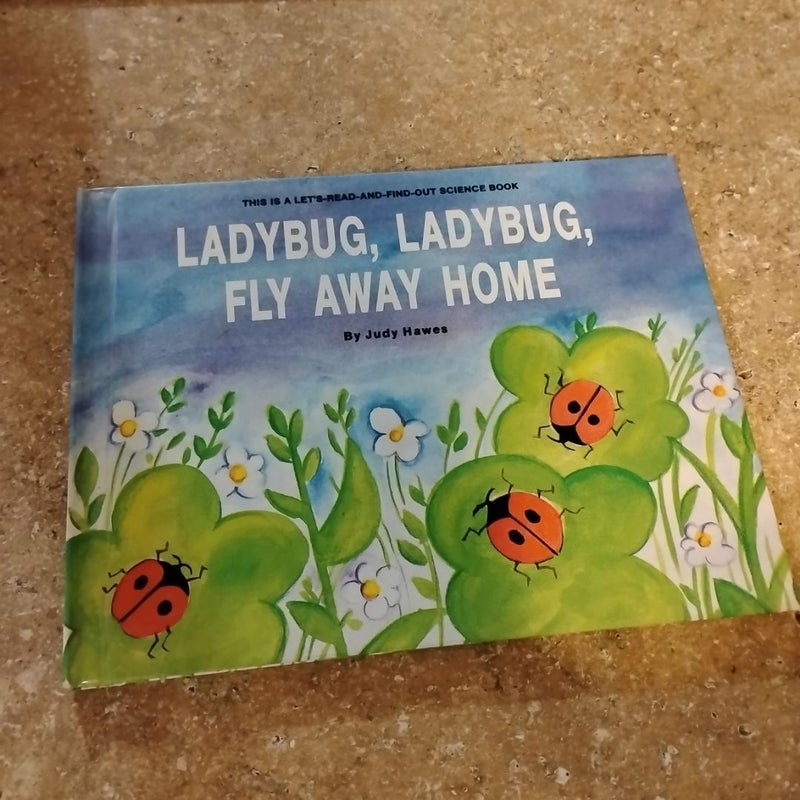 THIS IS A LET'S-READ-AND-FIND-OUT SCIENCE BOOK
LADYBUG, LADYBUG,
FLY AWAY HOME
By Judy Hawes